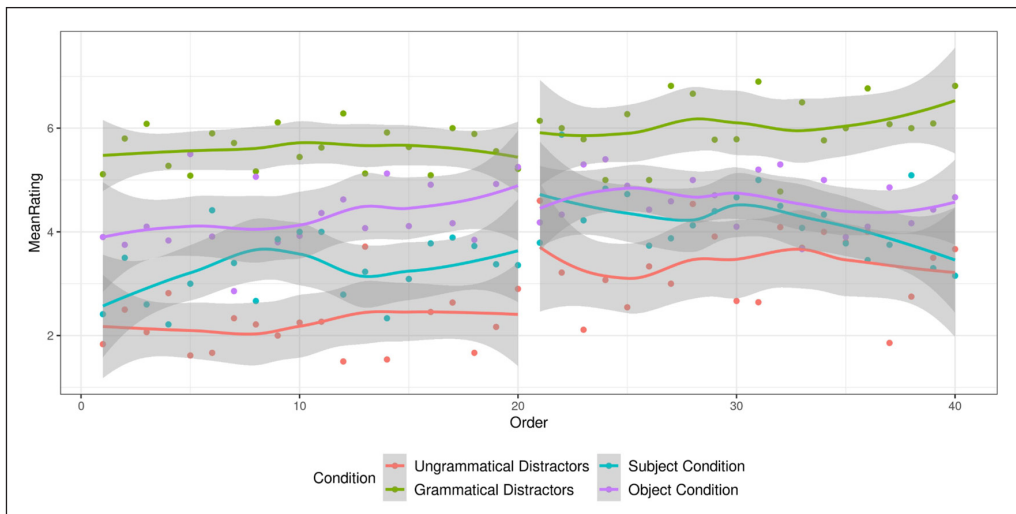 MeanRating
6
4
2
0
10
20
30
40
Order
Condition
Ungrammatical Distractors
Subject Condition
Grammatical Distractors
Object Condition